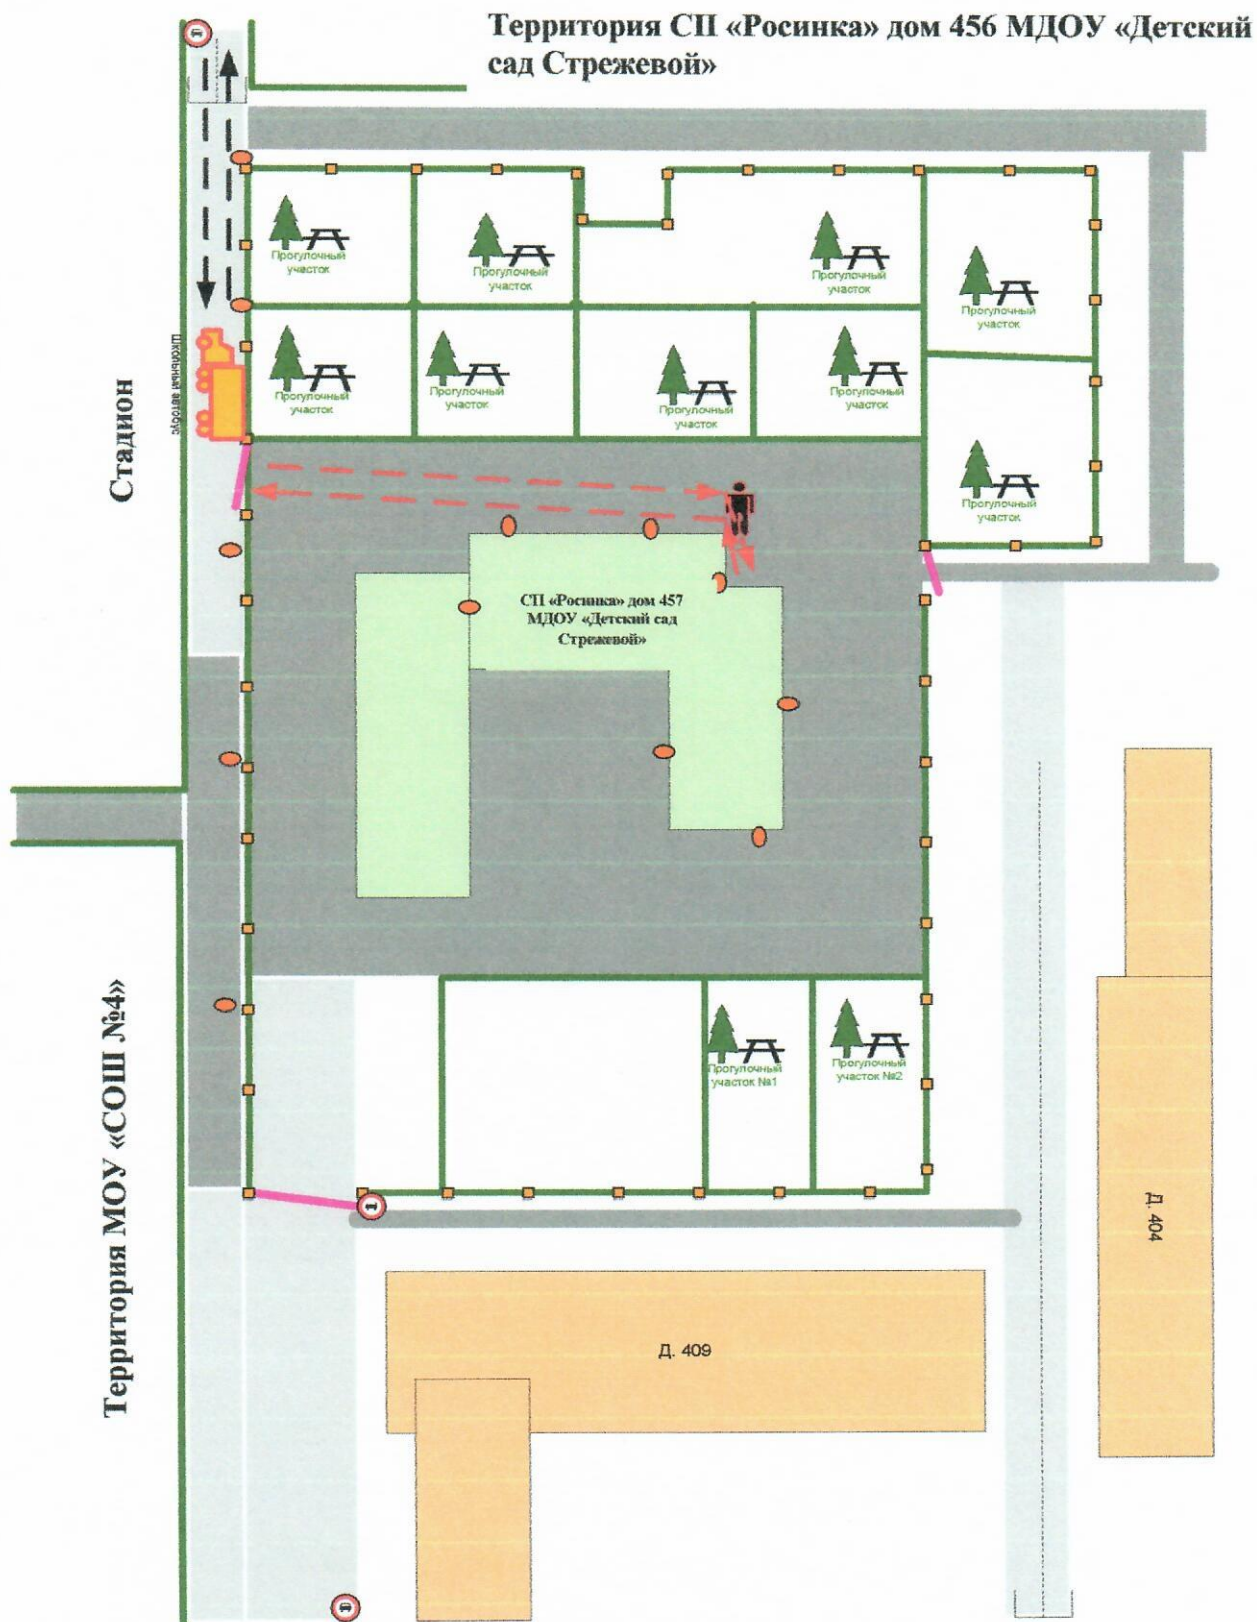 Территория СП «Росинка» дом 456 МДОУ «Детский
сад Стрежевой»
Прогулочный
участок
Прогулочный
участок
Прогулочный
участок
Прогулочный
участок
Школьный автобус
Прогулочный
участок
Прогулочный
участок
Прогулочный
участок
Прогулочный
участок
Стадион
Прогулочный
участок
СП «Росинка» дом 457
МДОУ «Детский сад
Стрежевой»
Территория МОУ «СОШ №4»
Прогулочный
участок №1
Прогулочный
участок №2
Д. 404
Д. 409